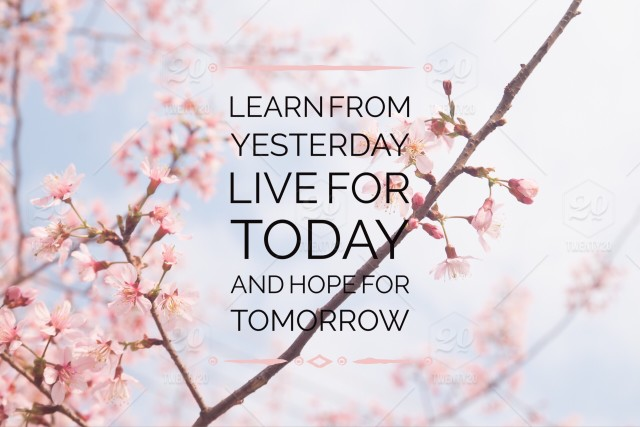 LEARN FROM
YESTERDAY
LIVE FOR
TODAY
AND HOPE FOR
TOMORROW